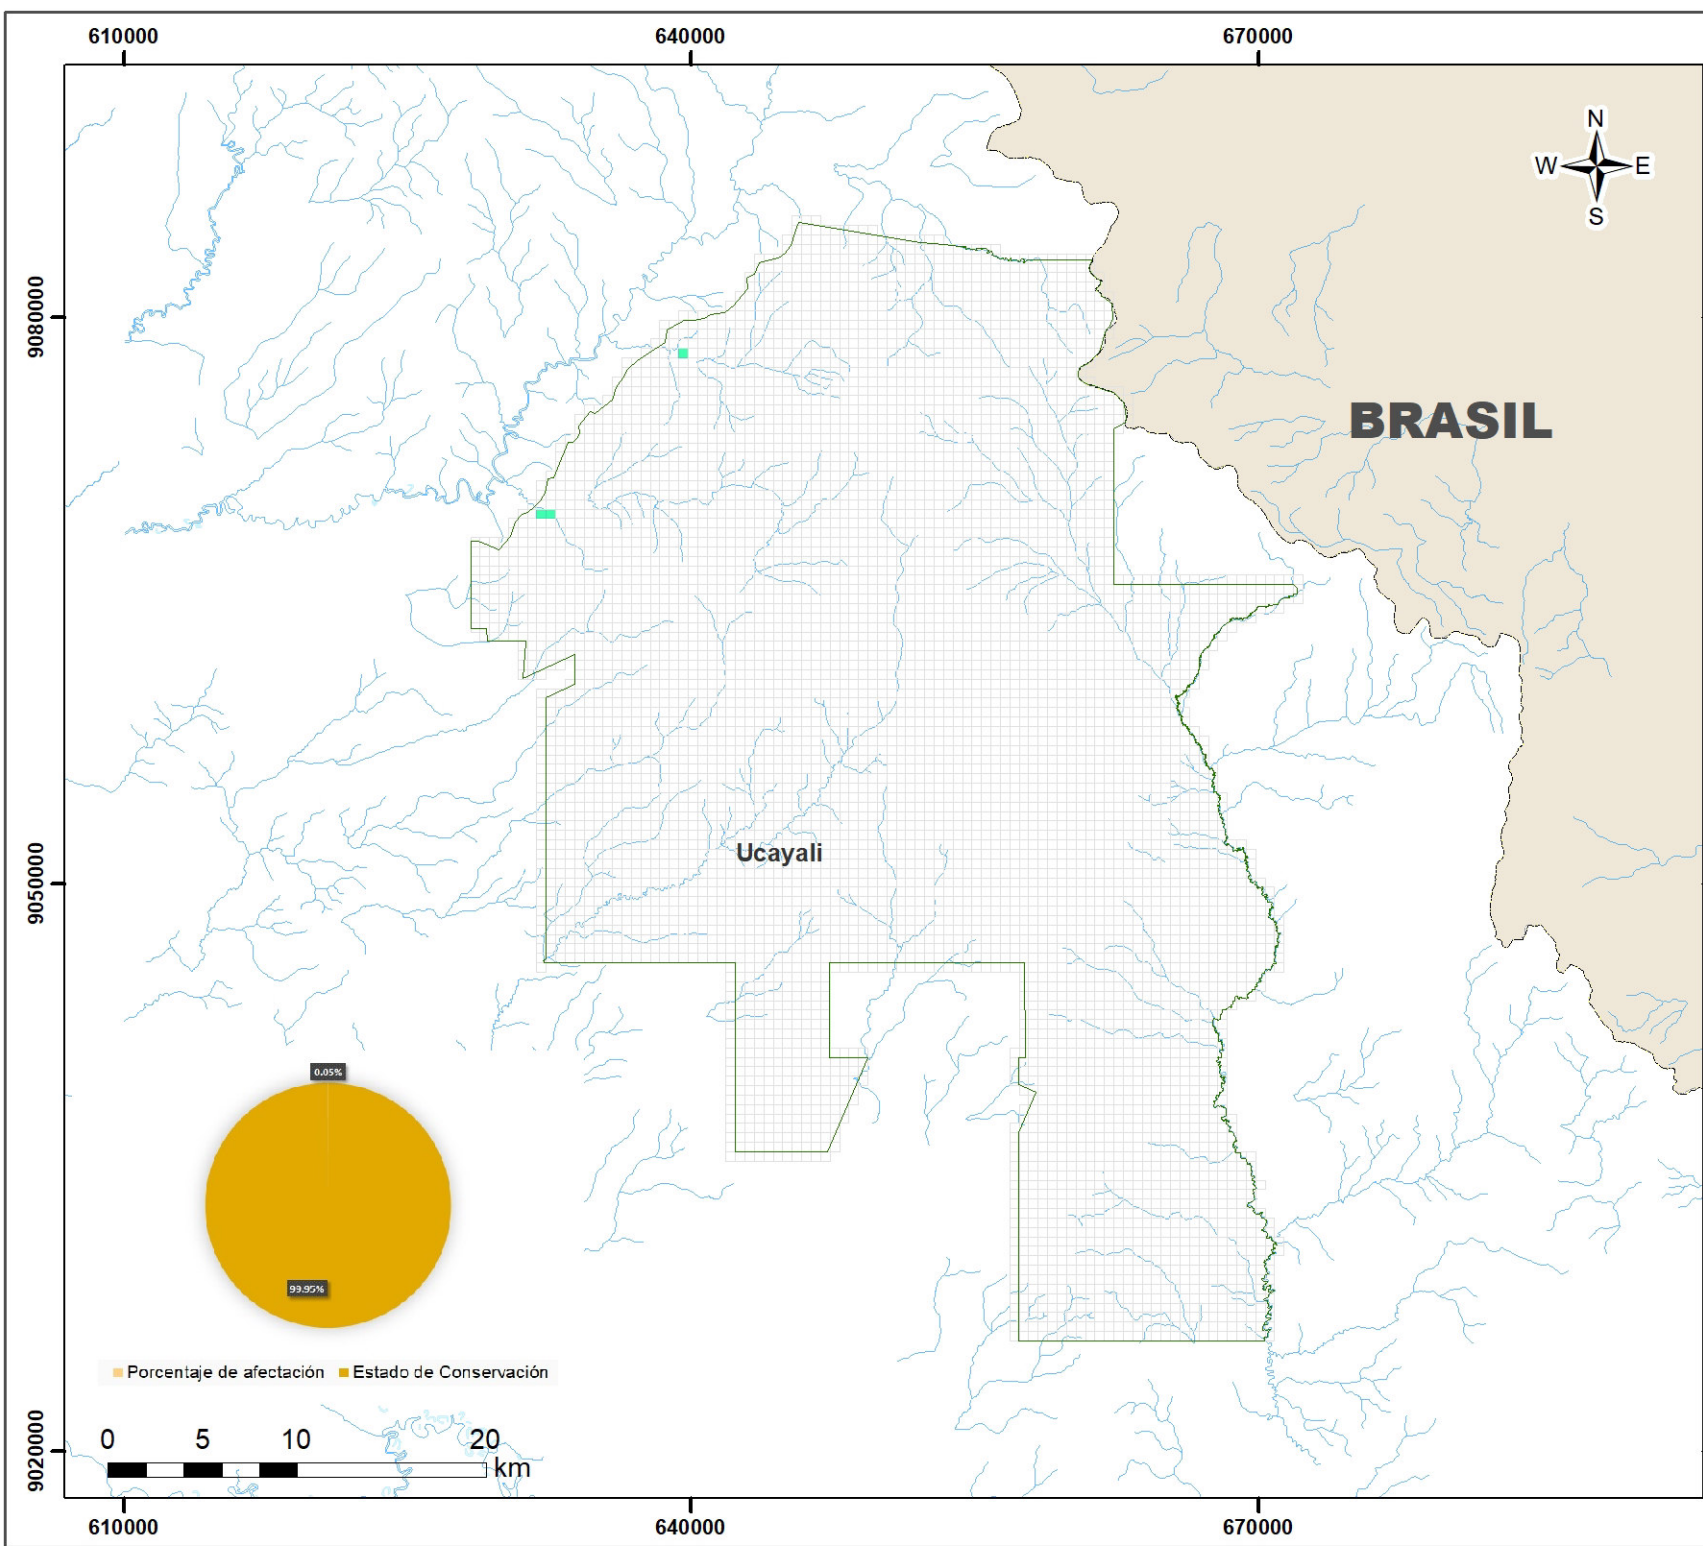 610000 640000 670000
N
W E
S
9080000
BRASIL
9050000
Ucayali
0.05%
99.95%
Porcentaje de afectación Estado de Conservación
0 5 10 20
km
9020000
610000 640000 670000